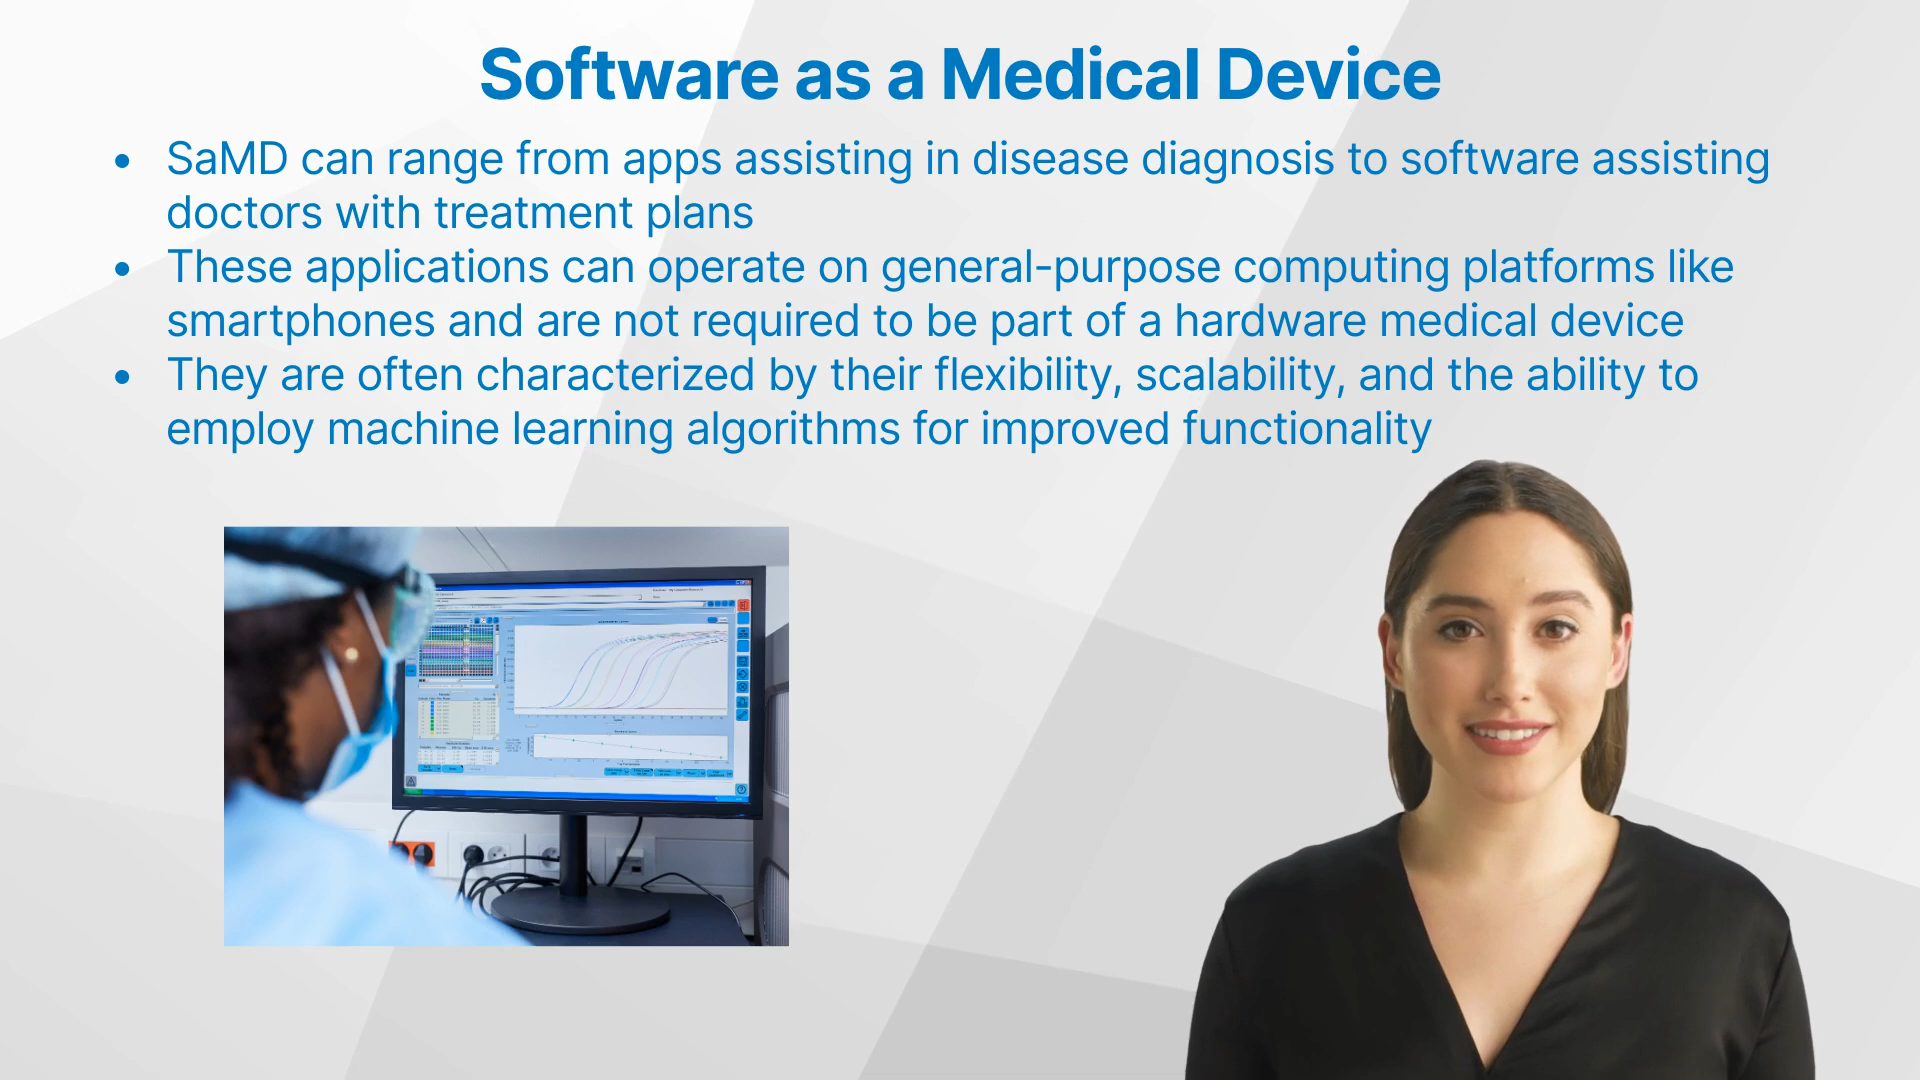 Software as a Medical Device
• SaMD can range from apps assisting in disease diagnosis to software assisting
doctors with treatment plans
• These applications can operate on general-purpose computing platforms like
smartphones and are not required to be part of a hardware medical device
• They are often characterized by their flexibility, scalability, and the ability to
employ machine learning algorithms for improved functionality